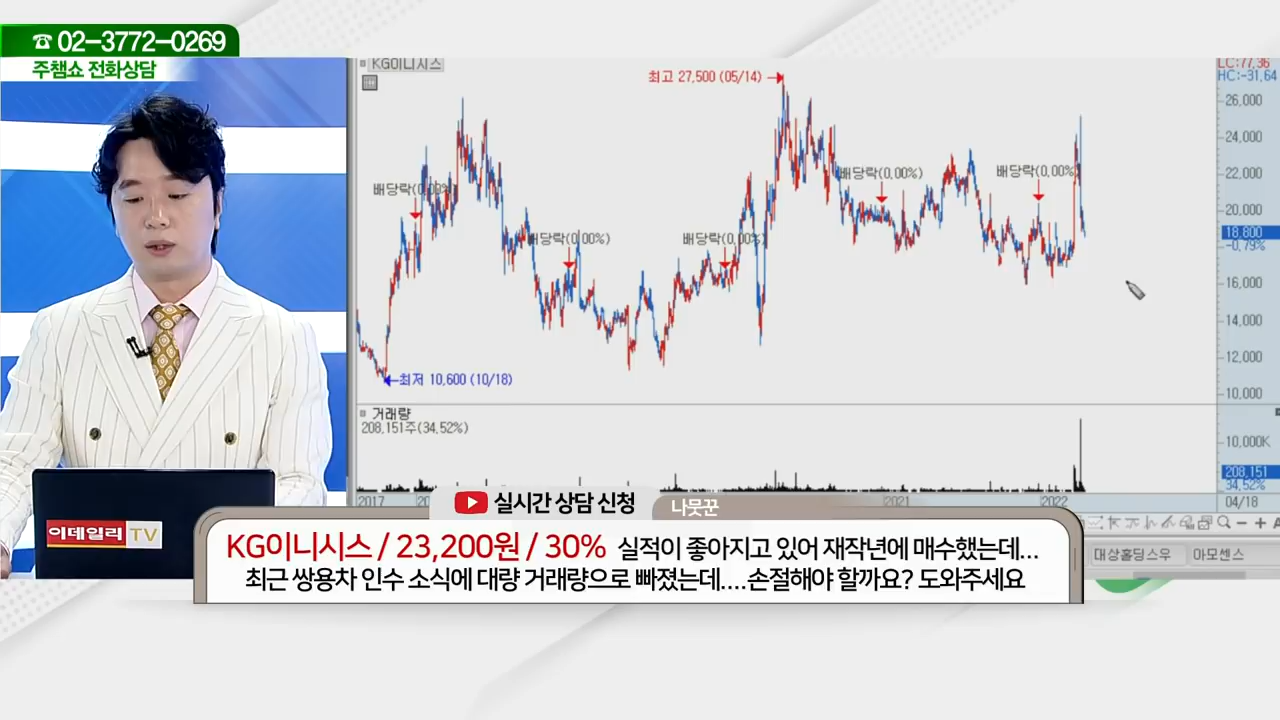 ☎ 02-3772-0269
주챔쇼 전화상담
KG이니시스
LC:77,36
HC:-31,64
최고 27,500 (05/14)
26,000
24,000
22,000
20,000
18,800
-0,79%
16,000
14,000
12,000
10,000
배당락(0,00%)
배당락(0,00%)
배당락(0,00%)
배당락(0,00%)
배당락(0,00%)
최저 10,600 (10/18)
거래량
208,151주(34,52%)
10,000K
208,151
34,52%
2017
2021
2022
04/18
대상홀딩스우
아모센스
이데일리 TV
실시간 상담 신청
나뭇꾼
KG이니시스 / 23,200원 / 30% 실적이 좋아지고 있어 재작년에 매수했는데...
최근 쌍용차 인수 소식에 대량 거래량으로 빠졌는데....손절해야 할까요? 도와주세요